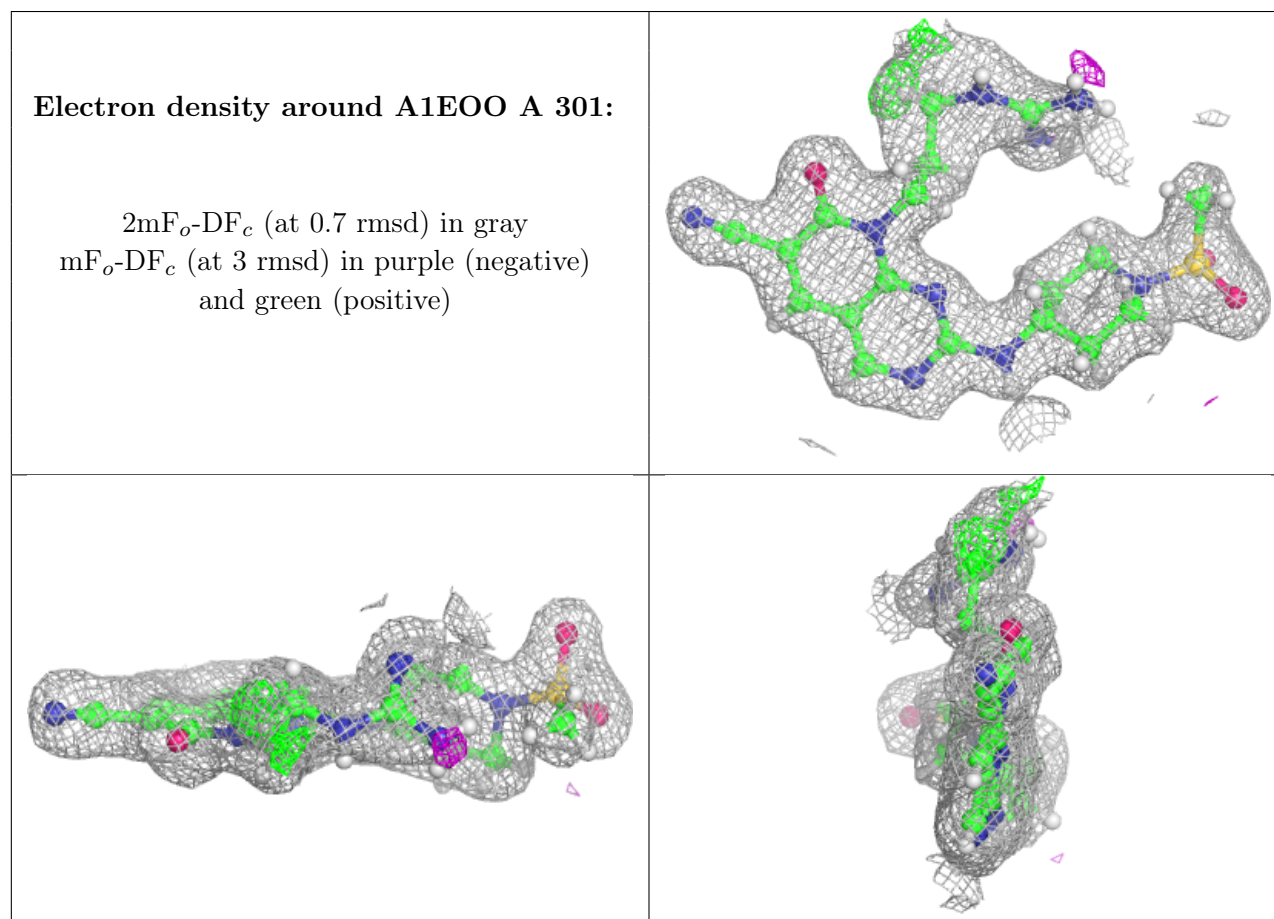 Electron density around A1EOO A 301:
2mFo-DFc (at 0.7 rmsd) in gray
mFo-DFc (at 3 rmsd) in purple (negative)
and green (positive)